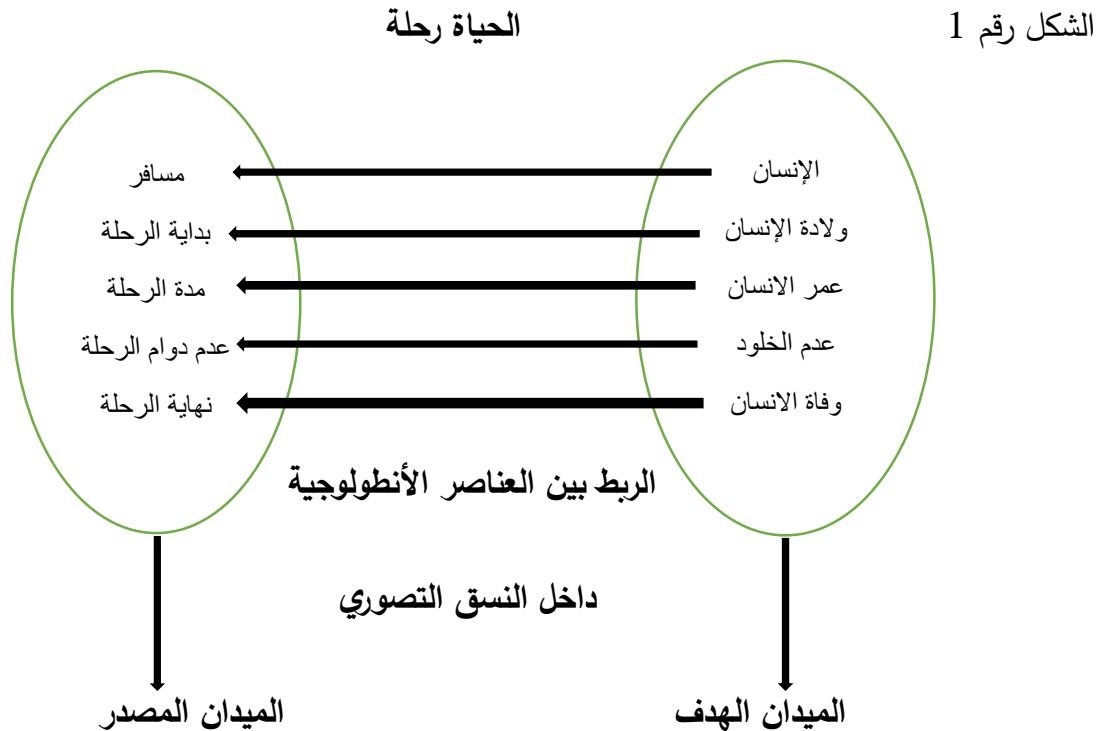 الشكل رقم 1
الحياة رحلة
الإنسان
مسافر
ولادة الإنسان
بداية الرحلة
عمر الانسان
مدة الرحلة
عدم الخلود
عدم دوام الرحلة
وفاة الانسان
نهاية الرحلة
الربط بين العناصر الأنطولوجية
داخل النسق التصوري
الميدان الهدف
الميدان المصدر